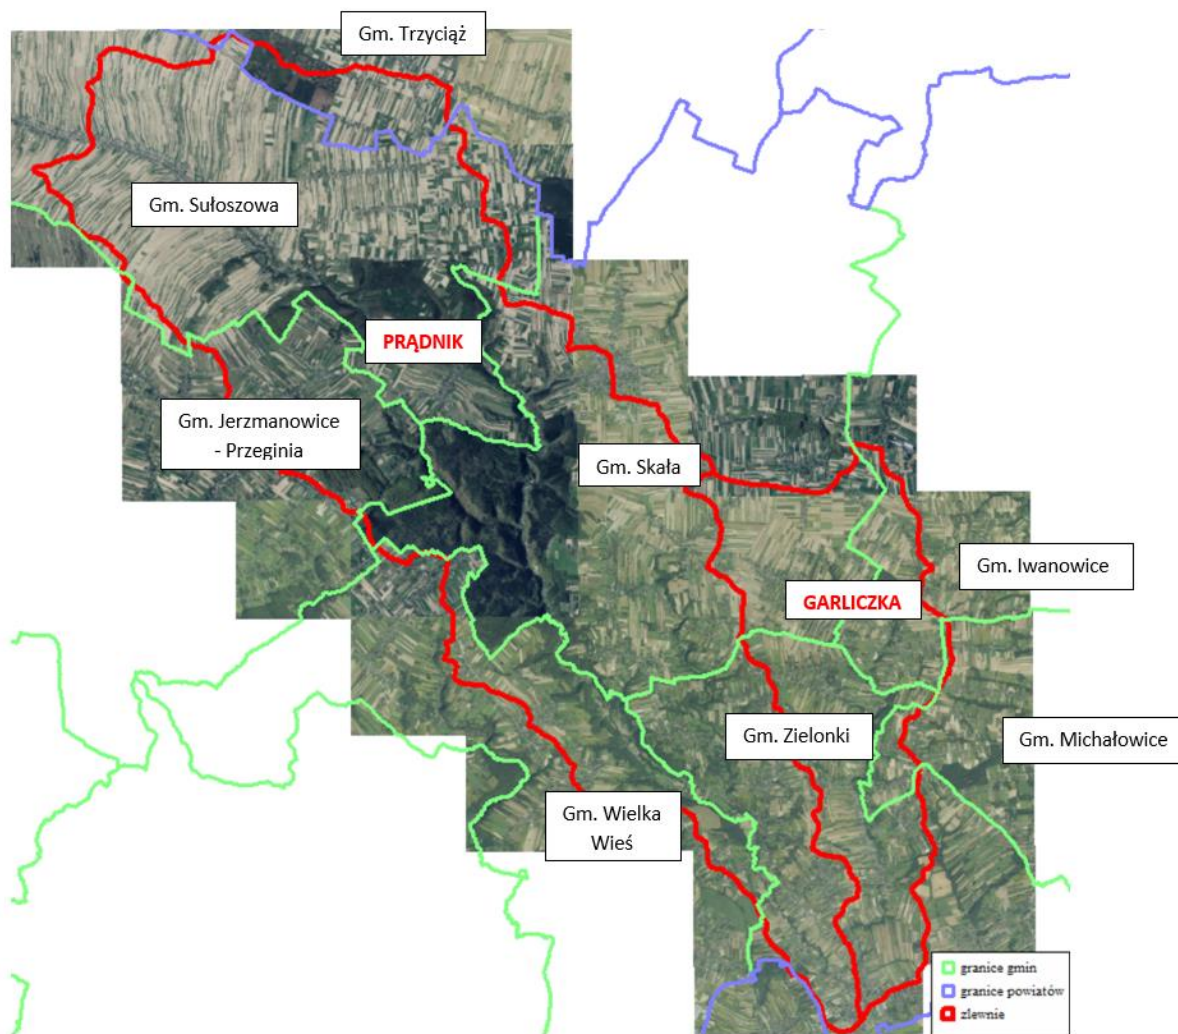 Gm. Trzyciąż
Gm. Sułoszowa
PRĄDNIK
Gm. Jerzmanowice
- Przeginia
Gm. Skała
Gm. Iwanowice
GARLICZKA
Gm. Zielonki
Gm. Michałowice
Gm. Wielka
Wieś
granice gmin
granice powiatów
zlewnie